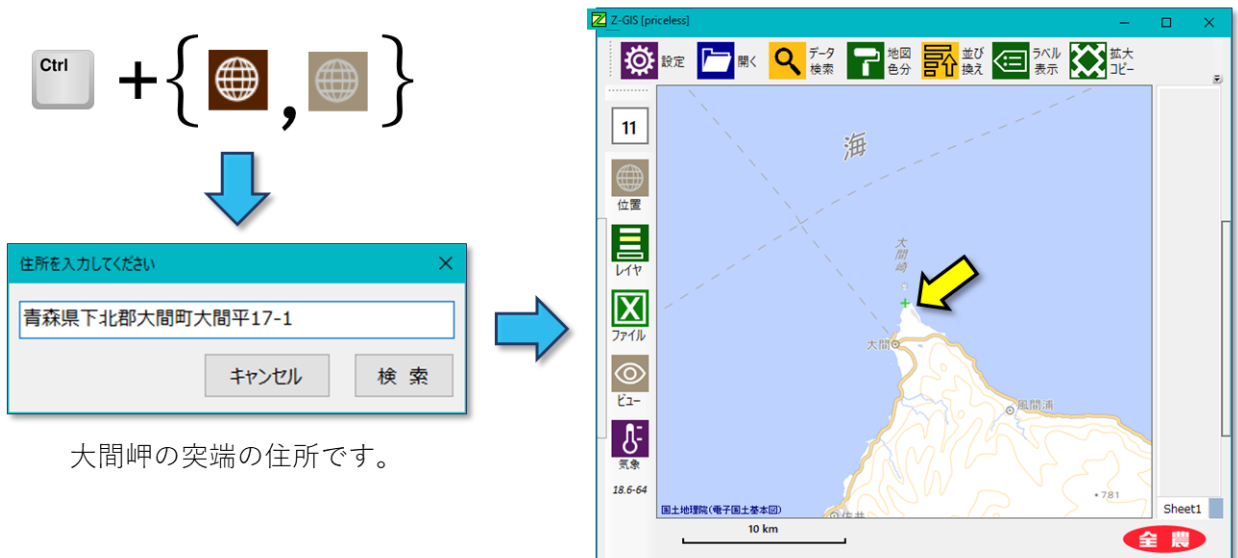 Ctrl
+{ , }
住所を入力してください
青森県下北郡大間町大間平17-1
キャンセル
検 索
大間岬の突端の住所です。
Z-GIS [priceless]
設定
開く
データ
検索
地図
色分
並び
換え
ラベル
表示
拡大
コピー
11
位置
レイヤ
ファイル
ビュー
気象
18.6-64
海
大間崎
大間
風間浦
佐井
・781
国土地理院(電子国土基本図)
10 km
Sheet1
全 農